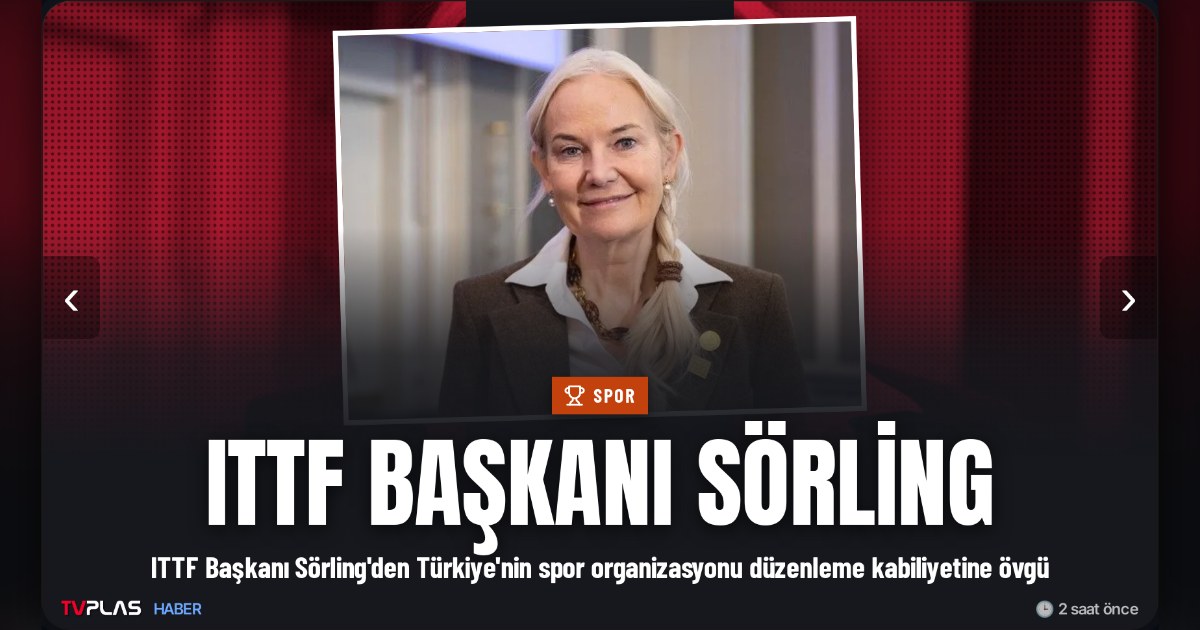 SPOR
ITTF BAŞKANI SÖRLİNG
ITTF Başkanı Sörling'den Türkiye'nin spor organizasyonu düzenleme kabiliyetine övgü
TVPLAS HABER
2 saat önce